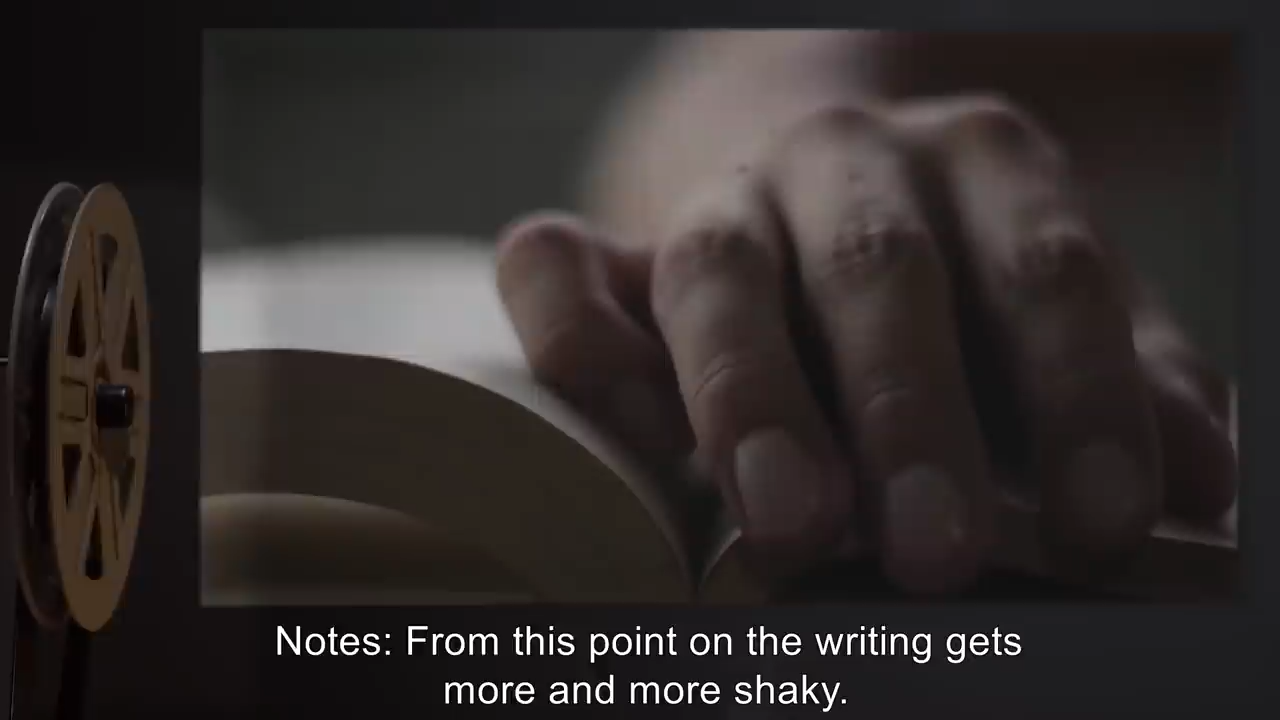 Notes: From this point on the writing gets
more and more shaky.